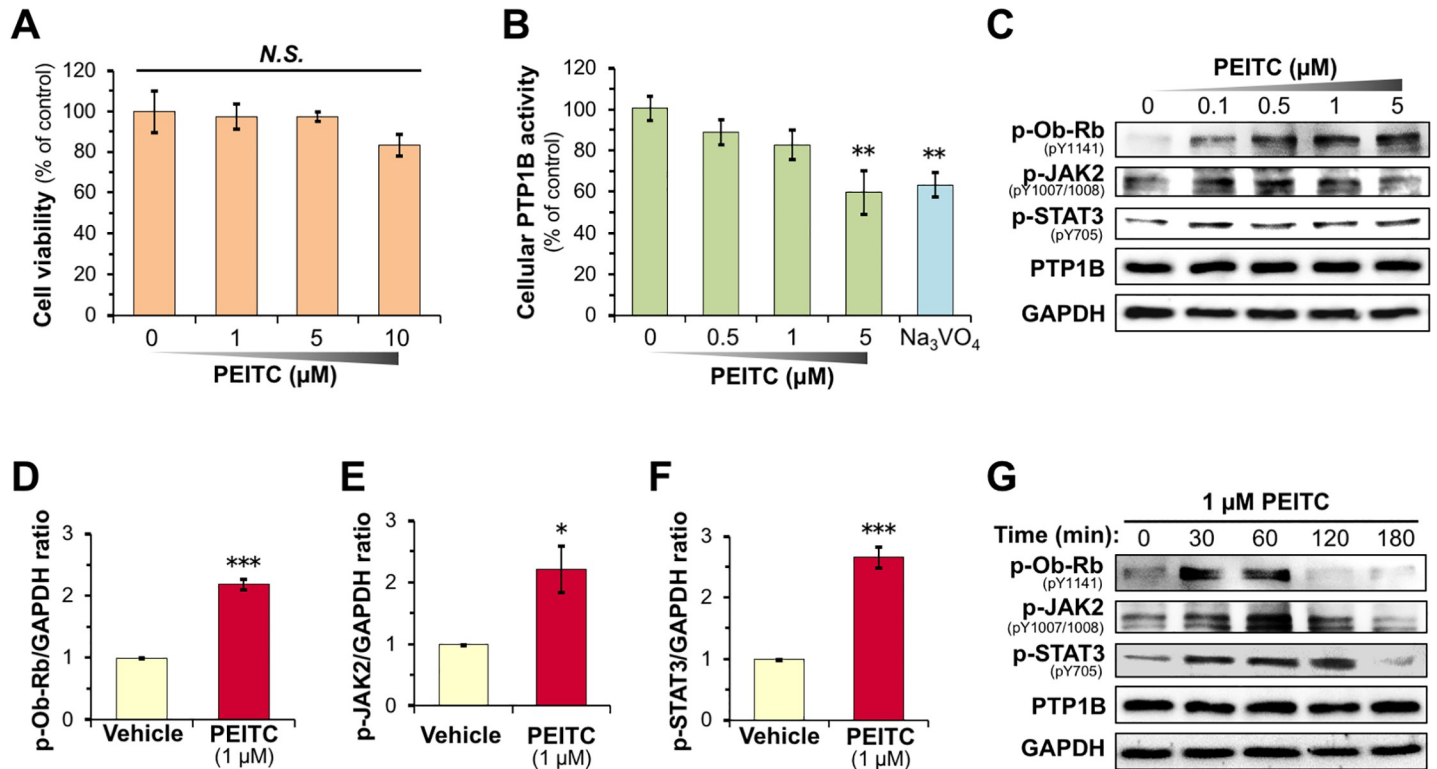 A
N.S.
Cell viability (% of control)
120
100
80
60
40
20
0
0 1 5 10
PEITC (µM)
B
Cellular PTP1B activity
(% of control)
120
100
80
60
40
20
0
** **
0 0.5 1 5 Na₃VO₄
PEITC (µM)
C
PEITC (µM)
0 0.1 0.5 1 5
p-Ob-Rb
(pY1141)
p-JAK2
(pY1007/1008)
p-STAT3
(pY705)
PTP1B
GAPDH
D
p-Ob-Rb/GAPDH ratio
3
2
1
0
***
Vehicle PEITC
(1 µM)
E
p-JAK2/GAPDH ratio
3
2
1
0
*
Vehicle PEITC
(1 µM)
F
p-STAT3/GAPDH ratio
3
2
1
0
***
Vehicle PEITC
(1 µM)
G
1 µM PEITC
Time (min): 0 30 60 120 180
p-Ob-Rb
(pY1141)
p-JAK2
(pY1007/1008)
p-STAT3
(pY705)
PTP1B
GAPDH